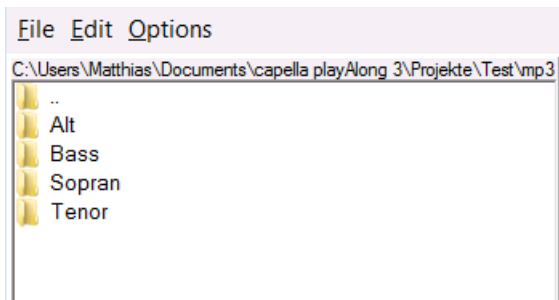 File Edit Options
C:\Users\Matthias\Documents\capella playAlong 3\Projekte\Test\mp3
..
Alt
Bass
Sopran
Tenor